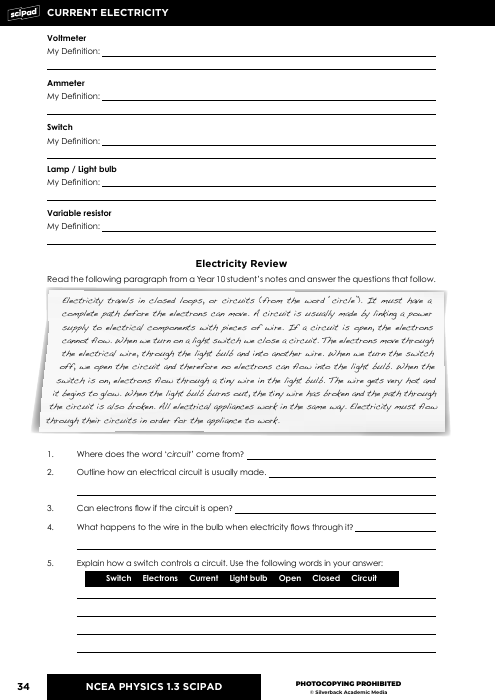 scipad CURRENT ELECTRICITY
Voltmeter
My Definition:
Ammeter
My Definition:
Switch
My Definition:
Lamp / Light bulb
My Definition:
Variable resistor
My Definition:
Electricity Review
Read the following paragraph from a Year 10 student's notes and answer the questions that follow.
Electricity travels in closed loops, or circuits (from the word 'circle'). It must have a
complete path before the electrons can move. A circuit is usually made by linking a power
supply to electrical components with pieces of wire. If a circuit is open, the electrons
cannot flow. When we turn on a light switch we close a circuit. The electrons move through
the electrical wire, through the light bulb and into another wire. When we turn the switch
off, we open the circuit and therefore no electrons can flow into the light bulb. When the
switch is on, electrons flow through a tiny wire in the light bulb. The wire gets very hot and
it begins to glow. When the light bulb burns out, the tiny wire has broken and the path through
the circuit is also broken. All electrical appliances work in the same way. Electricity must flow
through their circuits in order for the appliance to work.
1. Where does the word 'circuit' come from?
2. Outline how an electrical circuit is usually made.
3. Can electrons flow if the circuit is open?
4. What happens to the wire in the bulb when electricity flows through it?
5. Explain how a switch controls a circuit. Use the following words in your answer:
Switch Electrons Current Light bulb Open Closed Circuit
34 NCEA PHYSICS 1.3 SCIPAD PHOTOCOPYING PROHIBITED
© Silverback Academic Media